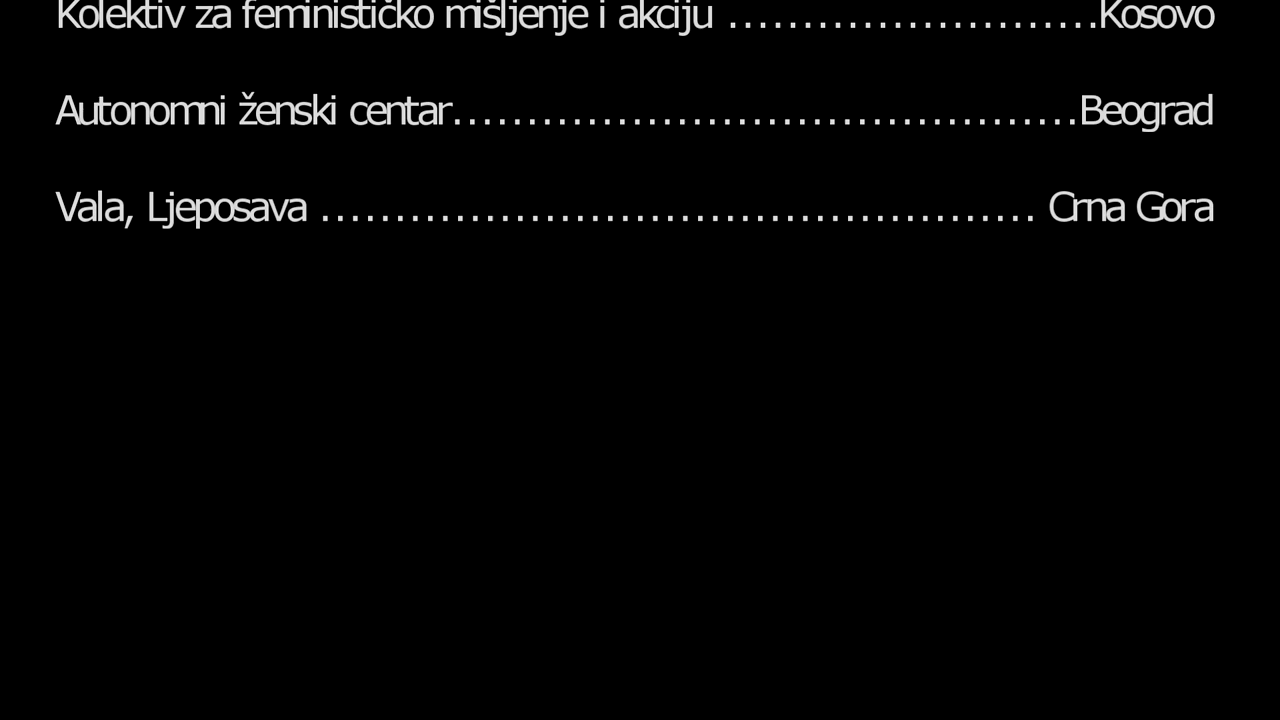 Kolektiv za feminističko mišljenje i akciju .........................Kosovo
Autonomni ženski centar..........................................Beograd
Vala, Ljeposava ................................................ Crna Gora